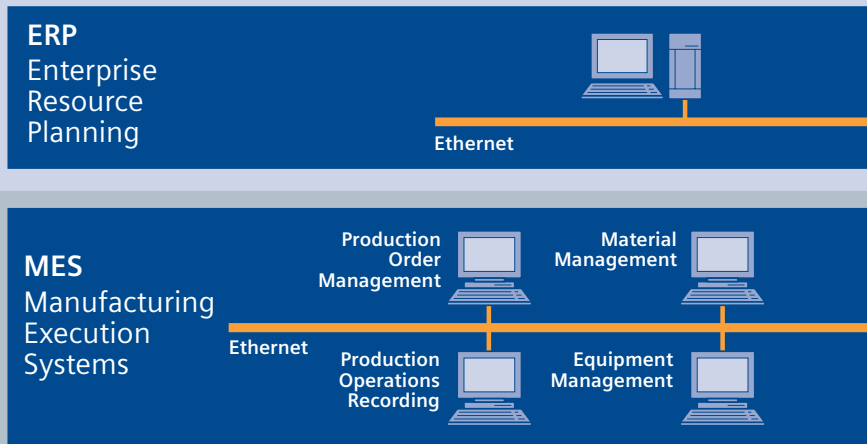 ERP
Enterprise
Resource
Planning
Ethernet
MES
Manufacturing
Execution
Systems
Production
Order
Management
Material
Management
Ethernet
Production
Operations
Recording
Equipment
Management